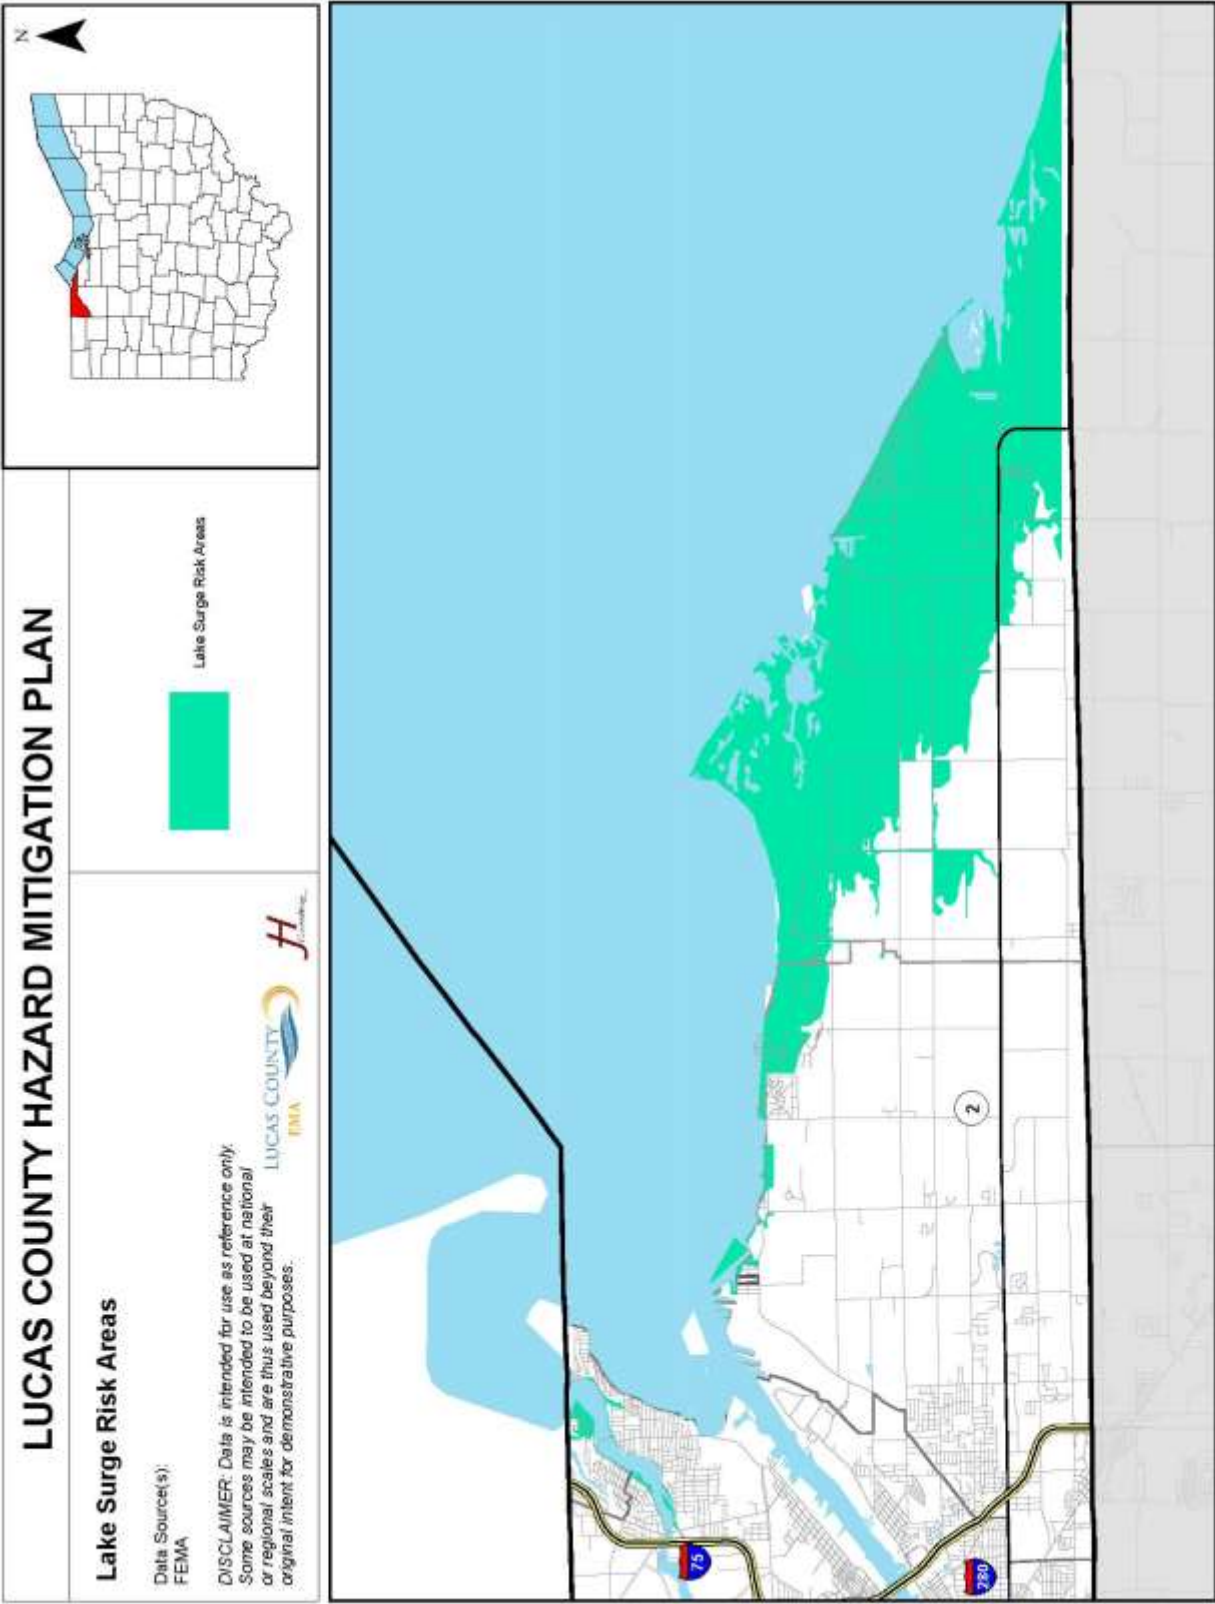 LUCAS COUNTY HAZARD MITIGATION PLAN
Lake Surge Risk Areas
Data Source(s):
FEMA
DISCLAIMER: Data is intended for use as reference only.
Some sources may be intended to be used at national
or regional scales and are thus used beyond their
original intent for demonstrative purposes.
LUCAS COUNTY
EMA
H
Lake Surge Risk Areas
N
75
280
2